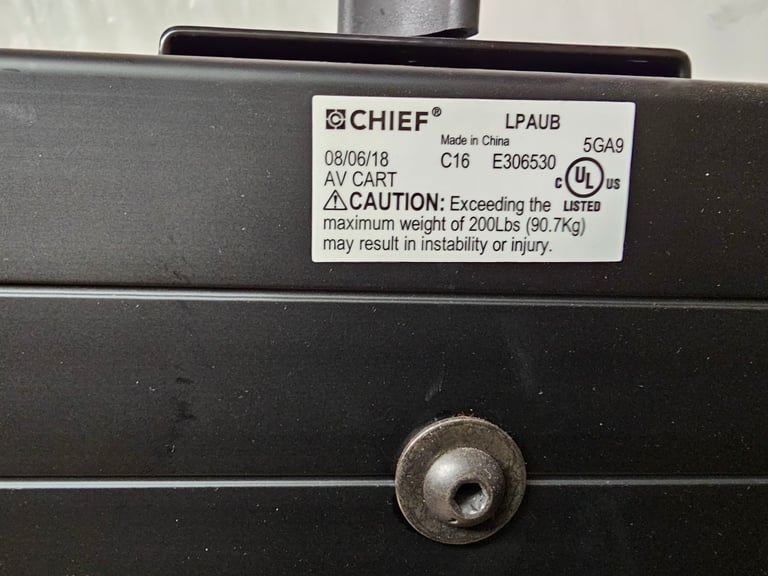 CHIEF® LPAUB
Made in China 5GA9
08/06/18 C16 E306530
AV CART C UL US
CAUTION: Exceeding the LISTED
maximum weight of 200Lbs (90.7Kg)
may result in instability or injury.